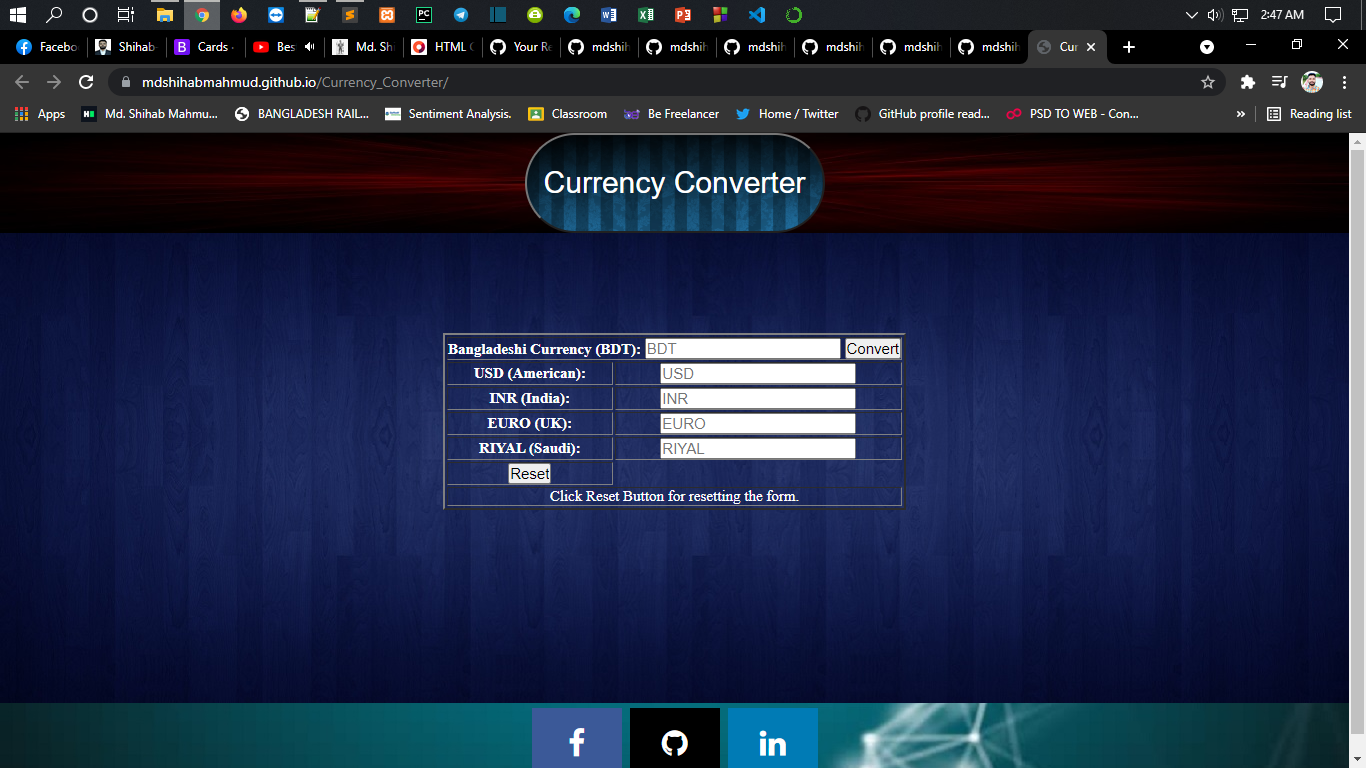 2:47 AM
Facebo
Shihab
Cards
Bes
Md. Sh
HTML
Your Re
mdshih
mdshih
mdshih
mdshih
mdshih
mdshih
Cur
mdshihabmahmud.github.io/Currency_Converter/
Apps
Md. Shihab Mahmu...
BANGLADESH RAIL...
Sentiment Analysis.
Classroom
Be Freelancer
Home / Twitter
GitHub profile read...
PSD TO WEB - Con...
»
Reading list
Currency Converter
Bangladeshi Currency (BDT): BDT Convert
USD (American): USD
INR (India): INR
EURO (UK): EURO
RIYAL (Saudi): RIYAL
Reset
Click Reset Button for resetting the form.